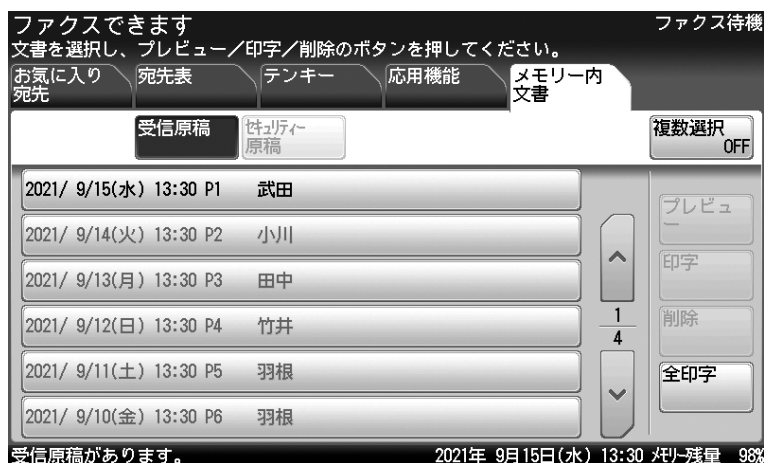 ファクスできます
ファクス待機
文書を選択し、プレビュー／印字／削除のボタンを押してください。
お気に入り
宛先
宛先表
テンキー
応用機能
メモリー内
文書
受信原稿
ｾｷｭﾘﾃｨｰ
原稿
複数選択
OFF
2021/ 9/15(水) 13:30 P1 武田
2021/ 9/14(火) 13:30 P2 小川
2021/ 9/13(月) 13:30 P3 田中
2021/ 9/12(日) 13:30 P4 竹井
2021/ 9/11(土) 13:30 P5 羽根
2021/ 9/10(金) 13:30 P6 羽根
1
4
プレビュ
ー
印字
削除
全印字
受信原稿があります。
2021年 9月15日(水) 13:30 ﾒﾓﾘｰ残量 98%